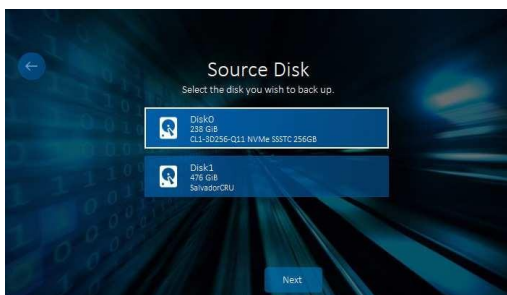 Source Disk
Select the disk you wish to back up.
Disk0
238 GiB
CL1-3D256-Q11 NVMe SSSTC 256GB
Disk1
476 GiB
SalvadorCRU
Next